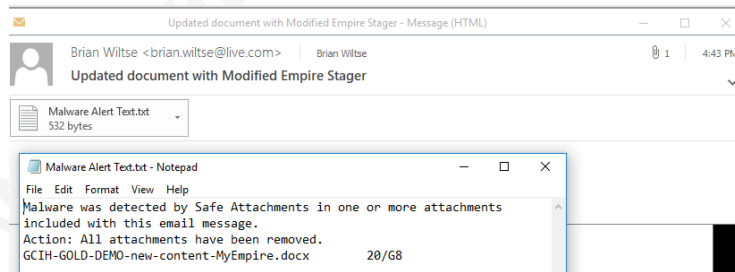 Updated document with Modified Empire Stager - Message (HTML)
Brian Wiltse <brian.wiltse@live.com> Brian Wiltse 1 4:43 PM
Updated document with Modified Empire Stager
Malware Alert Text.txt
532 bytes
Malware Alert Text.txt - Notepad
File Edit Format View Help
Malware was detected by Safe Attachments in one or more attachments
included with this email message.
Action: All attachments have been removed.
GCIH-GOLD-DEMO-new-content-MyEmpire.docx 20/G8